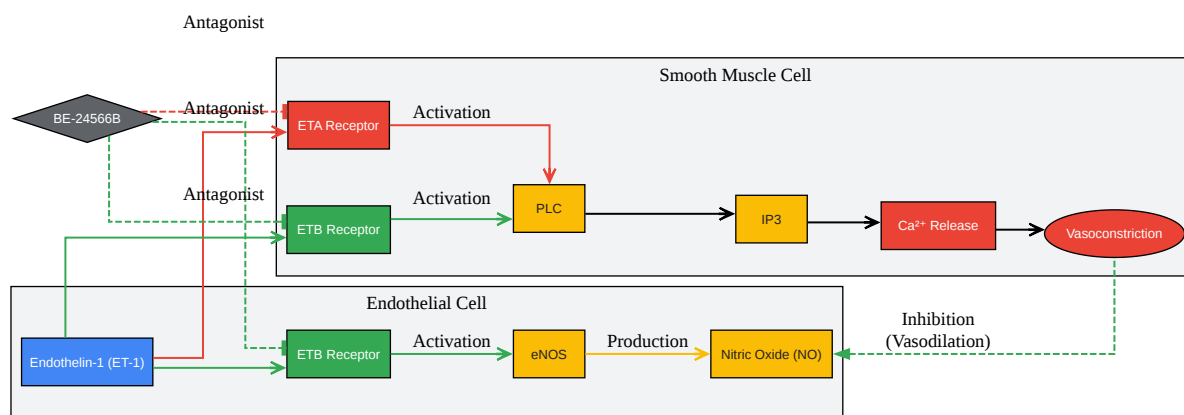 Antagonist
Smooth Muscle Cell
Antagonist
BE-24566B
ETA Receptor
Activation
Antagonist
ETB Receptor
Activation
PLC
IP3
Ca²⁺ Release
Vasoconstriction
Endothelial Cell
Endothelin-1 (ET-1)
ETB Receptor
Activation
eNOS
Production
Nitric Oxide (NO)
Inhibition
(Vasodilation)